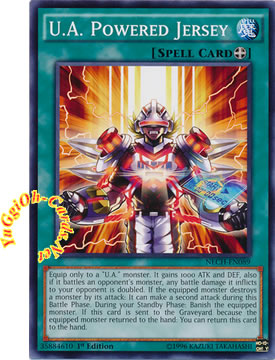 U.A. POWERED JERSEY
[SPELL CARD]
YuGiOh-Cards.Net
NECH-EN089
Equip only to a "U.A." monster. It gains 1000 ATK and DEF, also
if it battles an opponent's monster, any battle damage it inflicts
to your opponent is doubled. If the equipped monster destroys
a monster by its attack: It can make a second attack during this
Battle Phase. During your Standby Phase: Banish the equipped
monster. If this card is sent to the Graveyard because the
equipped monster returned to the hand: You can return this
card to the hand.
35884610 1st Edition
©1996 KAZUKI TAKAHASHI